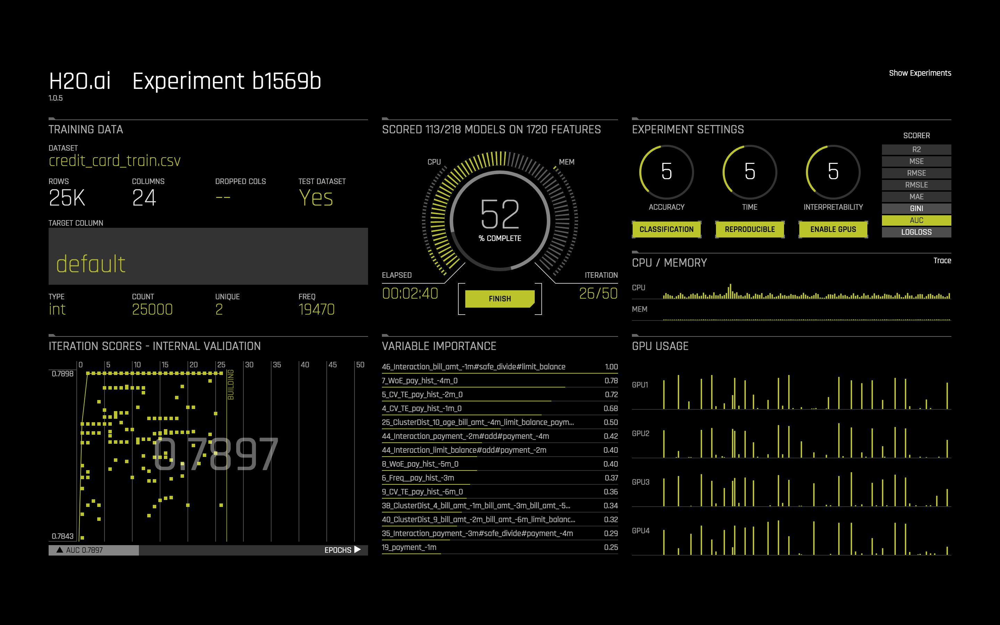 H2O.ai Experiment b1569b
Show Experiments
1.0.5
TRAINING DATA
DATASET
credit_card_train.csv
ROWS COLUMNS DROPPED COLS TEST DATASET
25K 24 -- Yes
TARGET COLUMN
default
TYPE COUNT UNIQUE FREQ
int 25000 2 19470
SCORED 113/218 MODELS ON 1720 FEATURES
CPU MEM
52
% COMPLETE
ELAPSED ITERATION
00:02:40 26/50
FINISH
EXPERIMENT SETTINGS
5 5 5
ACCURACY TIME INTERPRETABILITY
CLASSIFICATION REPRODUCIBLE ENABLE GPUS
SCORER
R2
MSE
RMSE
RMSLE
MAE
GINI
AUC
LOGLOSS
CPU / MEMORY Trace
CPU
MEM
ITERATION SCORES - INTERNAL VALIDATION
0 5 10 15 20 25 30 35 40 45 50
0.7898
BUILDING
0.7897
0.7843
AUC 0.7897 EPOCHS
VARIABLE IMPORTANCE
46_Interaction_bill_amt_-1m#safe_divide#limit_balance 1.00
7_WoE_pay_hist_-4m_0 0.78
5_CV_TE_pay_hist_-2m_0 0.72
4_CV_TE_pay_hist_-1m_0 0.68
25_ClusterDist_10_age_bill_amt_-4m_limit_balance_paym... 0.50
44_Interaction_payment_-2m#add#payment_-4m 0.42
44_Interaction_limit_balance#add#payment_-2m 0.40
8_WoE_pay_hist_-5m_0 0.40
6_Freq__pay_hist_-3m 0.37
9_CV_TE_pay_hist_-6m_0 0.36
38_ClusterDist_4_bill_amt_-1m_bill_amt_-3m_bill_amt_-5... 0.34
40_ClusterDist_9_bill_amt_-2m_bill_amt_-6m_limit_balanc... 0.32
35_Interaction_payment_-3m#safe_divide#payment_-4m 0.29
19_payment_-1m 0.25
GPU USAGE
GPU1
GPU2
GPU3
GPU4